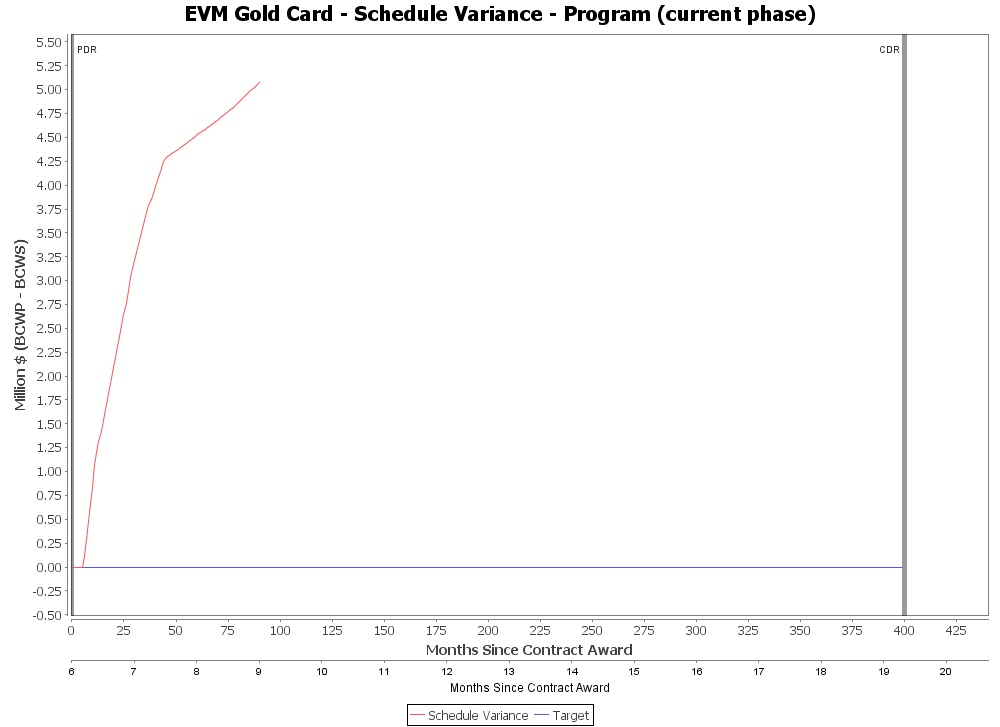 EVM Gold Card - Schedule Variance - Program (current phase)
PDR
CDR
5.50
5.25
5.00
4.75
4.50
4.25
4.00
3.75
3.50
3.25
3.00
2.75
2.50
2.25
2.00
1.75
1.50
1.25
1.00
0.75
0.50
0.25
0.00
-0.25
-0.50
Million $ (BCWP - BCWS)
0 25 50 75 100 125 150 175 200 225 250 275 300 325 350 375 400 425
Months Since Contract Award
6 7 8 9 10 11 12 13 14 15 16 17 18 19 20
Months Since Contract Award
Schedule Variance Target